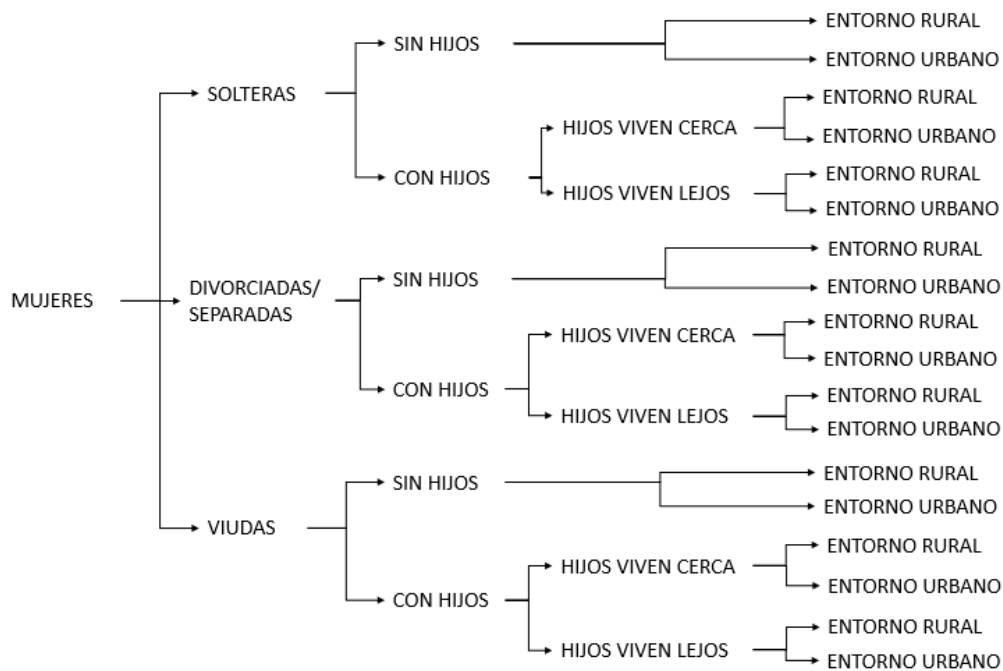 MUJERES
SOLTERAS
SIN HIJOS
ENTORNO RURAL
ENTORNO URBANO
CON HIJOS
HIJOS VIVEN CERCA
ENTORNO RURAL
ENTORNO URBANO
HIJOS VIVEN LEJOS
ENTORNO RURAL
ENTORNO URBANO
DIVORCIADAS/
SEPARADAS
SIN HIJOS
ENTORNO RURAL
ENTORNO URBANO
CON HIJOS
HIJOS VIVEN CERCA
ENTORNO RURAL
ENTORNO URBANO
HIJOS VIVEN LEJOS
ENTORNO RURAL
ENTORNO URBANO
VIUDAS
SIN HIJOS
ENTORNO RURAL
ENTORNO URBANO
CON HIJOS
HIJOS VIVEN CERCA
ENTORNO RURAL
ENTORNO URBANO
HIJOS VIVEN LEJOS
ENTORNO RURAL
ENTORNO URBANO